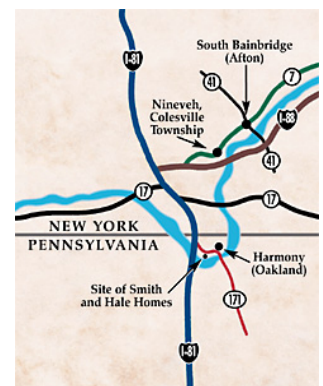 I-81
South Bainbridge
(Afton)
41
7
Nineveh,
Colesville
Township
I-88
41
17
17
NEW YORK
PENNSYLVANIA
Harmony
(Oakland)
Site of Smith
and Hale Homes
171
I-81